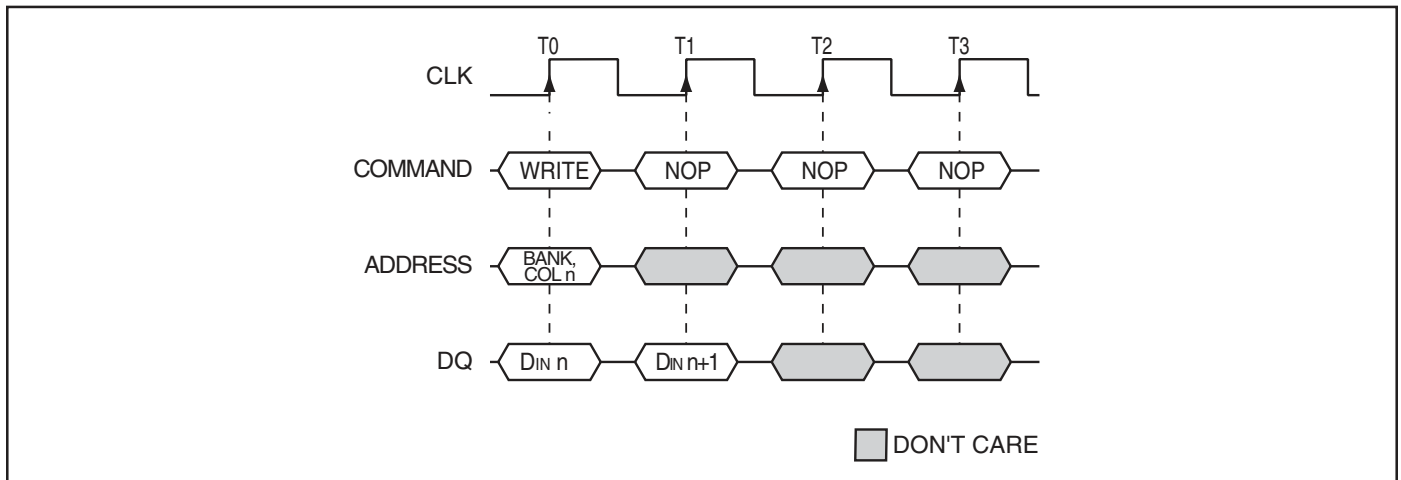 T0 T1 T2 T3
CLK
COMMAND WRITE NOP NOP NOP
ADDRESS BANK,
COL n
DQ DIN n DIN n+1
DON'T CARE